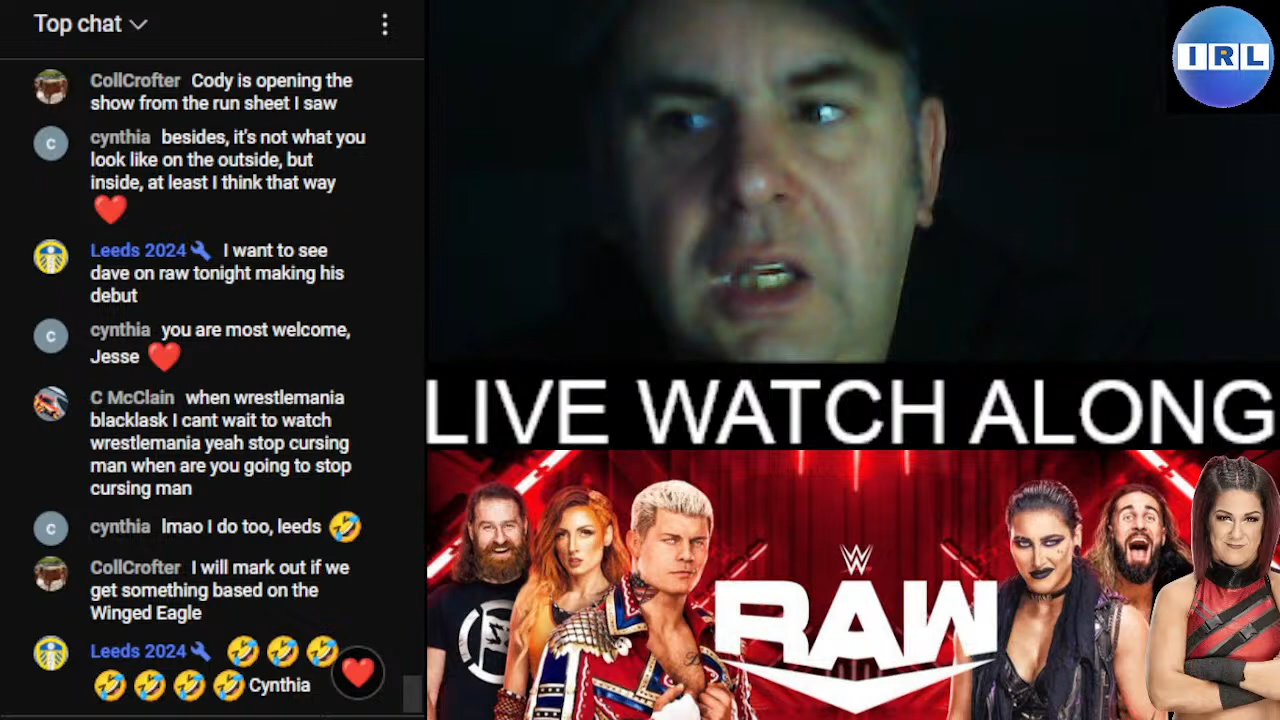 Top chat
CollCrofter Cody is opening the
show from the run sheet I saw
cynthia besides, it's not what you
look like on the outside, but
inside, at least I think that way
Leeds 2024 I want to see
dave on raw tonight making his
debut
cynthia you are most welcome,
Jesse
C McClain when wrestlemania
blacklask I cant wait to watch
wrestlemania yeah stop cursing
man when are you going to stop
cursing man
cynthia lmao I do too, leeds
CollCrofter I will mark out if we
get something based on the
Winged Eagle
Leeds 2024
Cynthia
IRL
LIVE WATCH ALONG
W
RAW
C
C
C